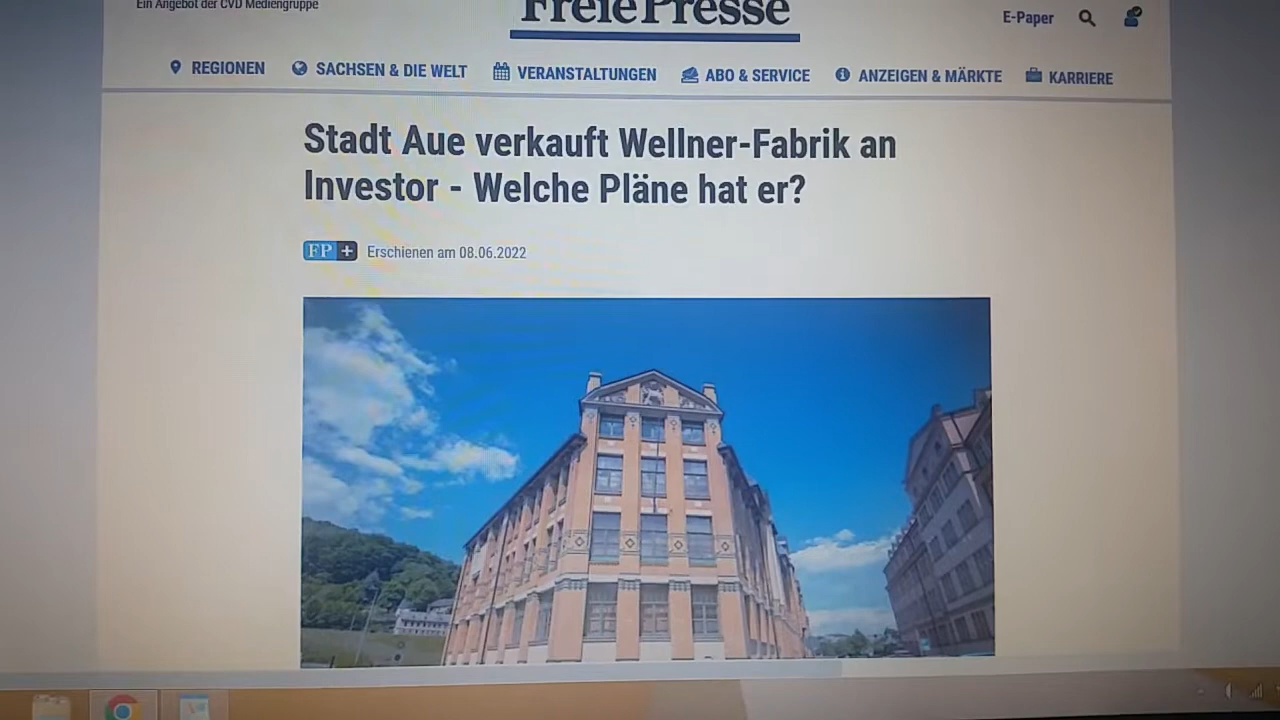 Ein Angebot der CVD Mediengruppe
Freie Presse
E-Paper
REGIONEN SACHSEN & DIE WELT VERANSTALTUNGEN ABO & SERVICE ANZEIGEN & MÄRKTE KARRIERE
Stadt Aue verkauft Wellner-Fabrik an
Investor - Welche Pläne hat er?
FP + Erschienen am 08.06.2022